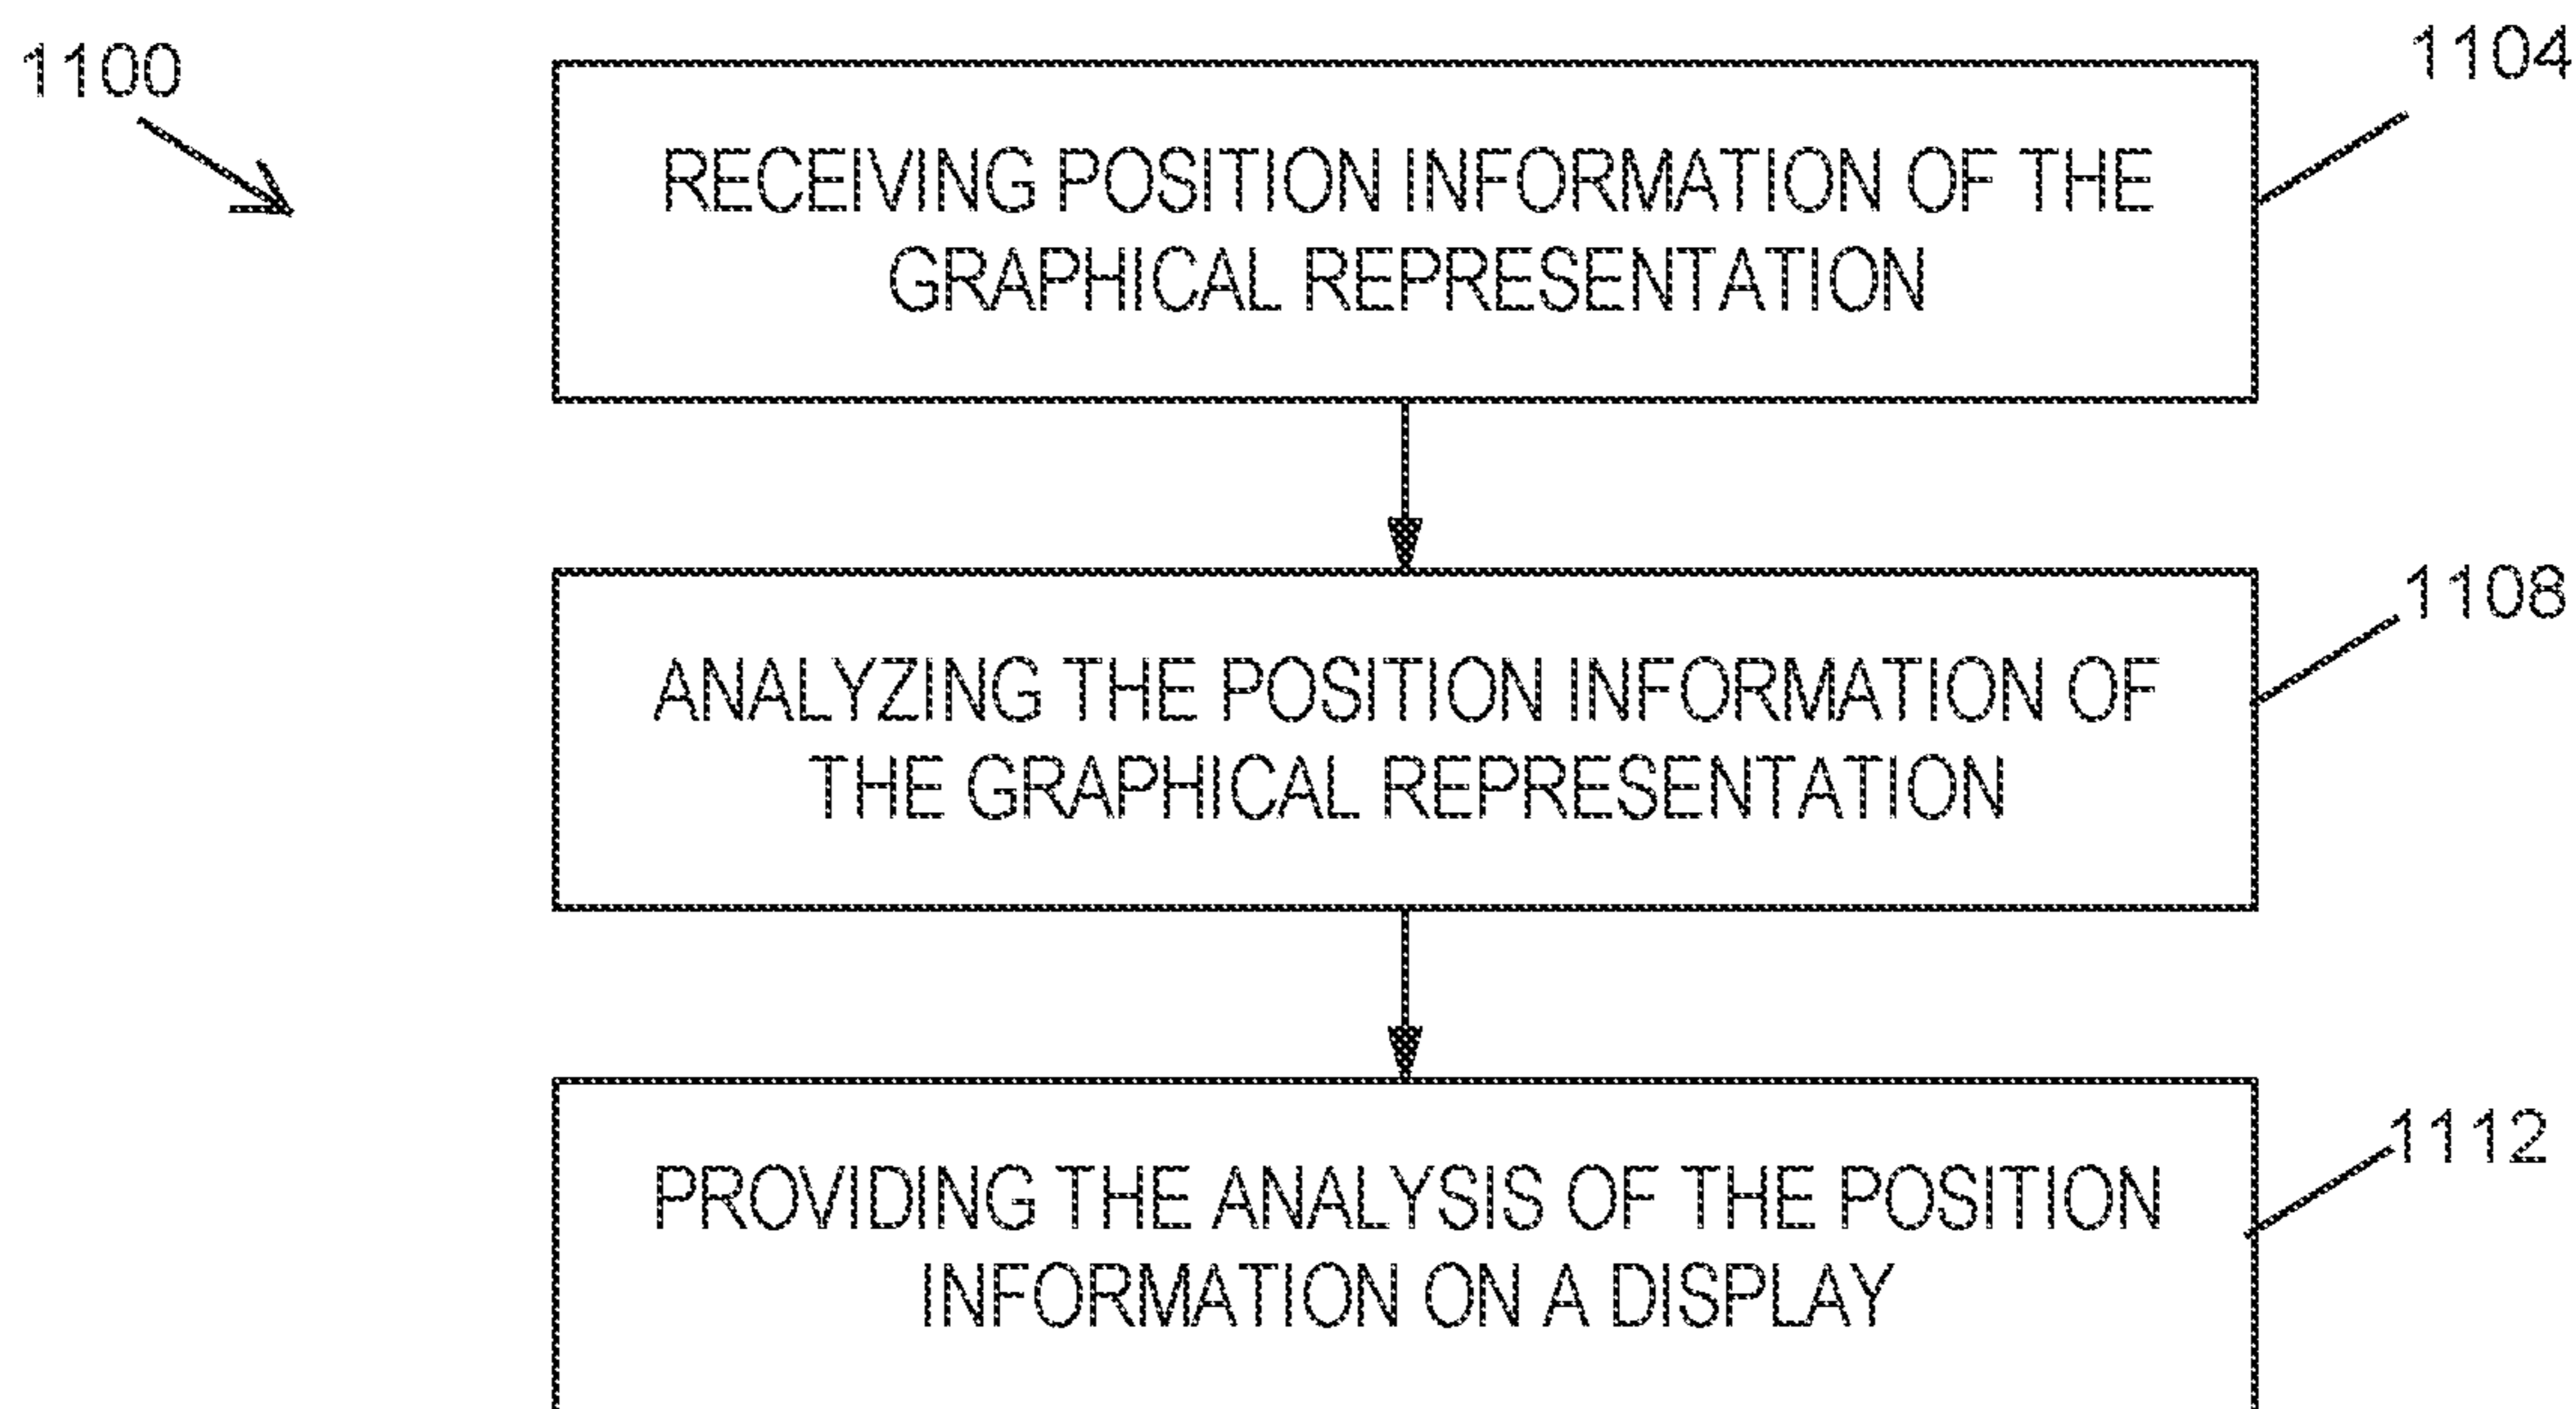 1100
1104
RECEIVING POSITION INFORMATION OF THE
GRAPHICAL REPRESENTATION
1108
ANALYZING THE POSITION INFORMATION OF
THE GRAPHICAL REPRESENTATION
1112
PROVIDING THE ANALYSIS OF THE POSITION
INFORMATION ON A DISPLAY